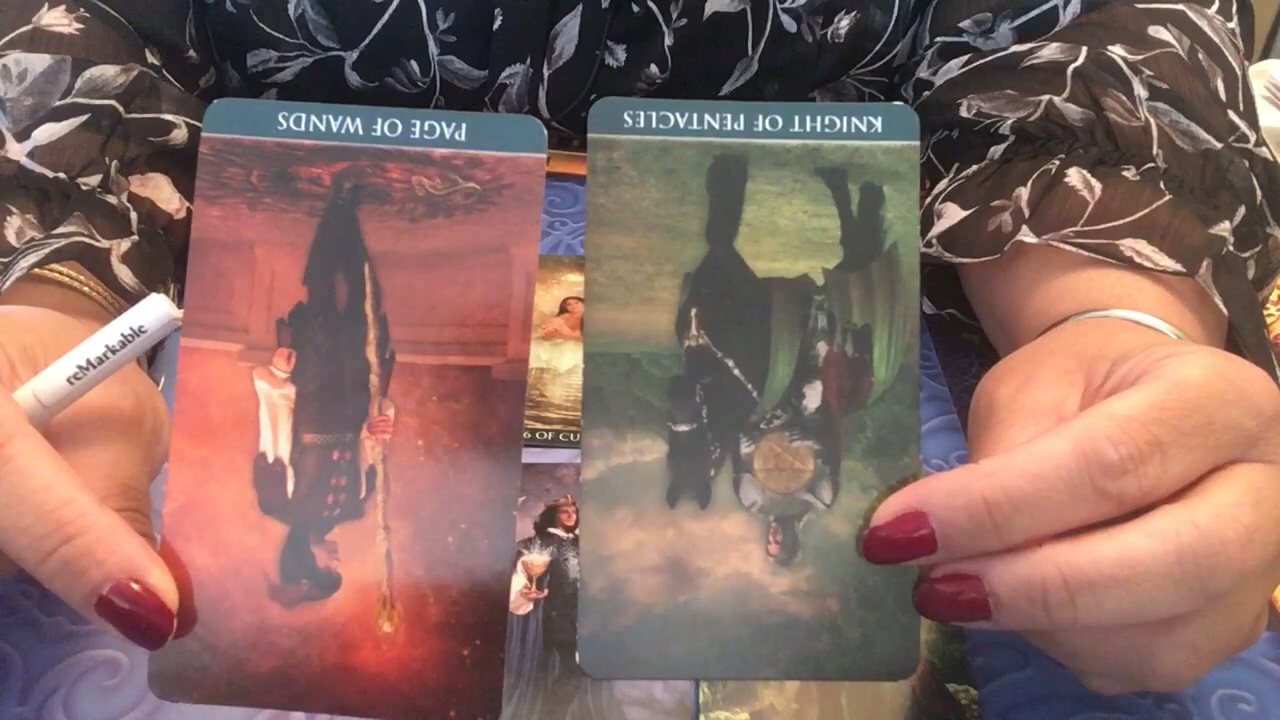 PAGE OF WANDS
KNIGHT OF PENTACLES
reMarkable
6 OF CU